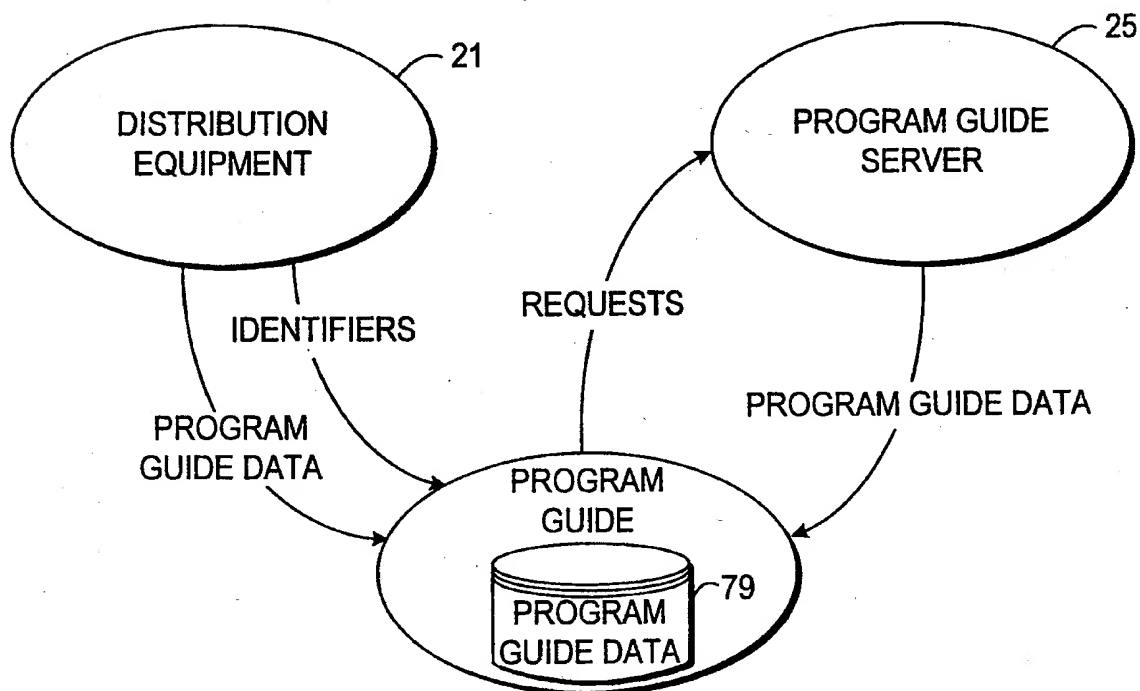 21
DISTRIBUTION
EQUIPMENT
25
PROGRAM GUIDE
SERVER
IDENTIFIERS
PROGRAM
GUIDE DATA
REQUESTS
PROGRAM GUIDE DATA
PROGRAM
GUIDE
79
PROGRAM
GUIDE DATA